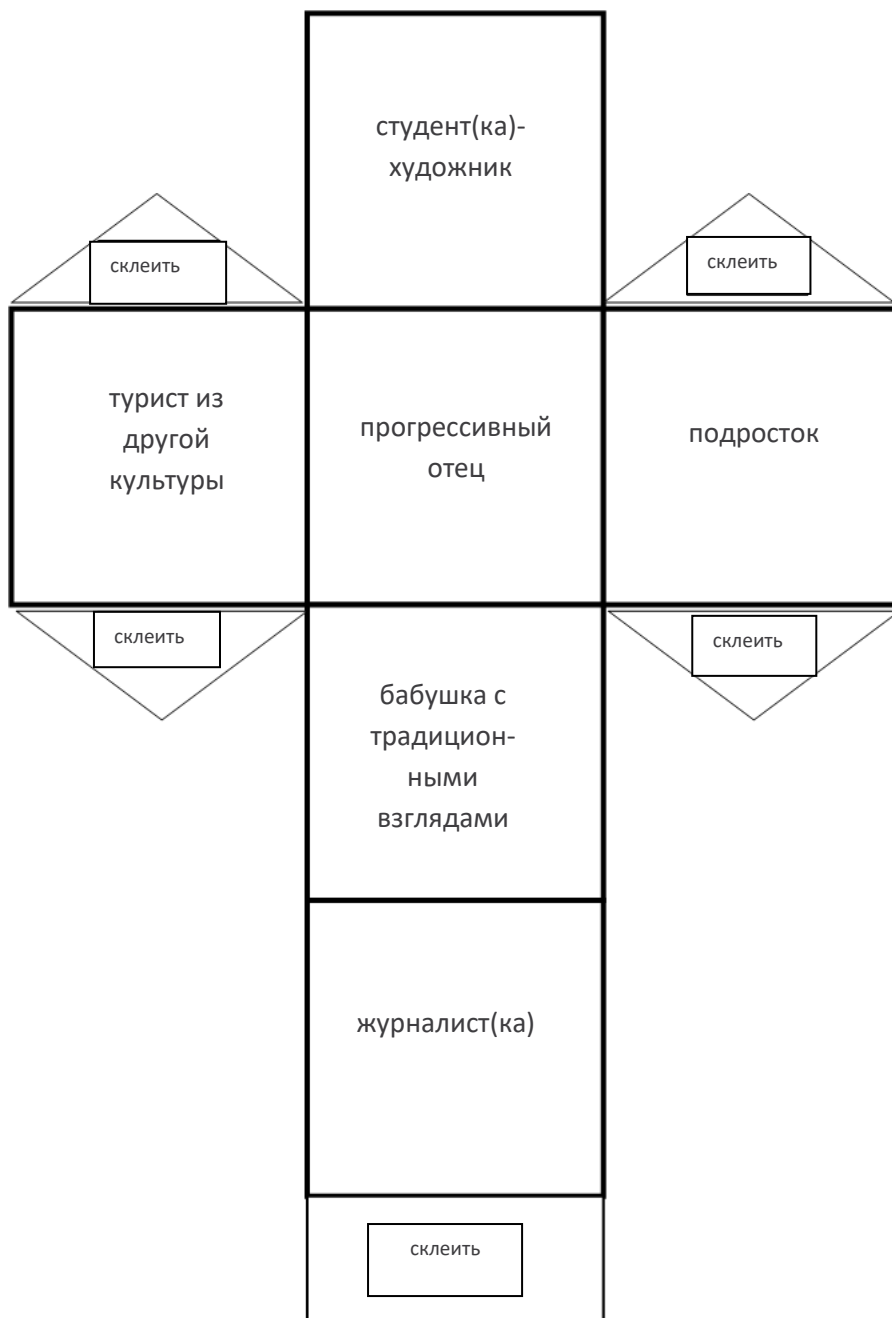 студент(ка)-
художник
склеить
склеить
турист из
другой
культуры
прогрессивный
отец
подросток
склеить
склеить
бабушка с
традицион-
ными
взглядами
журналист(ка)
склеить